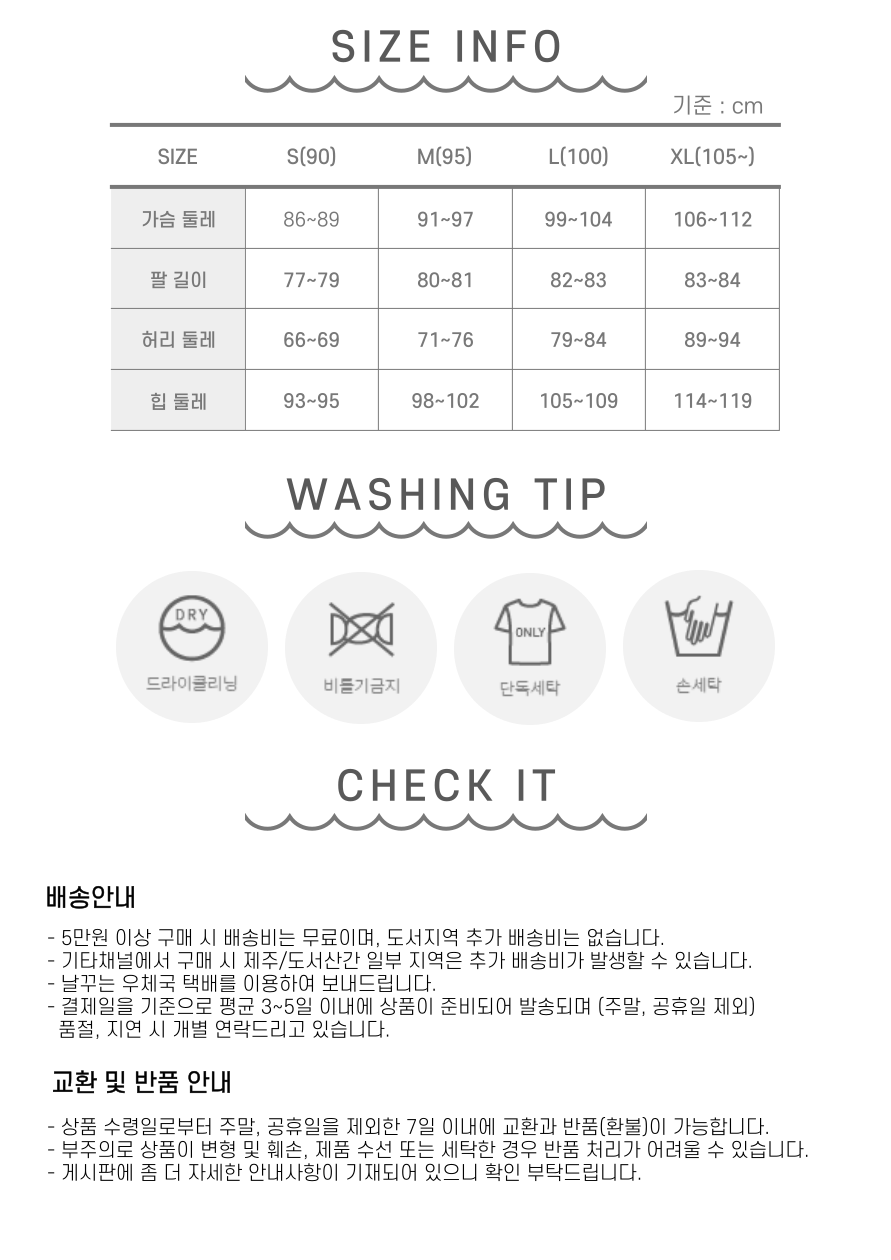 SIZE INFO
기준 : cm
SIZE S(90) M(95) L(100) XL(105~)
가슴 둘레 86~89 91~97 99~104 106~112
팔 길이 77~79 80~81 82~83 83~84
허리 둘레 66~69 71~76 79~84 89~94
힙 둘레 93~95 98~102 105~109 114~119
WASHING TIP
DRY
ONLY
드라이클리닝 비틀기금지 단독세탁 손세탁
CHECK IT
배송안내
- 5만원 이상 구매 시 배송비는 무료이며, 도서지역 추가 배송비는 없습니다.
- 기타채널에서 구매 시 제주/도서산간 일부 지역은 추가 배송비가 발생할 수 있습니다.
- 날꾸는 우체국 택배를 이용하여 보내드립니다.
- 결제일을 기준으로 평균 3~5일 이내에 상품이 준비되어 발송되며 (주말, 공휴일 제외)
품절, 지연 시 개별 연락드리고 있습니다.
교환 및 반품 안내
- 상품 수령일로부터 주말, 공휴일을 제외한 7일 이내에 교환과 반품(환불)이 가능합니다.
- 부주의로 상품이 변형 및 훼손, 제품 수선 또는 세탁한 경우 반품 처리가 어려울 수 있습니다.
- 게시판에 좀 더 자세한 안내사항이 기재되어 있으니 확인 부탁드립니다.